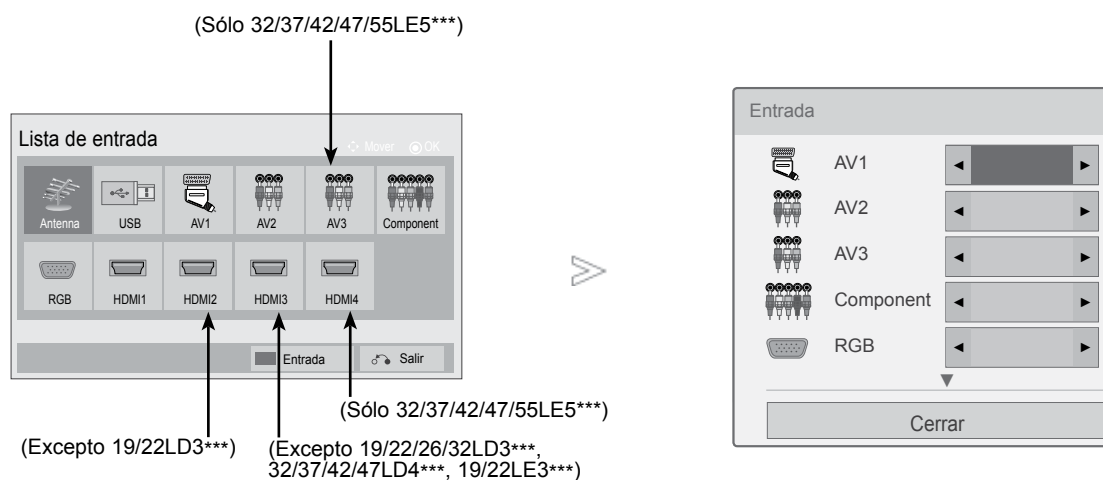 (Sólo 32/37/42/47/55LE5***)
Lista de entrada
Mover OK
Antenna USB AV1 AV2 AV3 Component
RGB HDMI1 HDMI2 HDMI3 HDMI4
Entrada Salir
(Sólo 32/37/42/47/55LE5***)
(Excepto 19/22LD3***)
(Excepto 19/22/26/32LD3***,
32/37/42/47LD4***, 19/22LE3***)
Entrada
AV1
AV2
AV3
Component
RGB
Cerrar